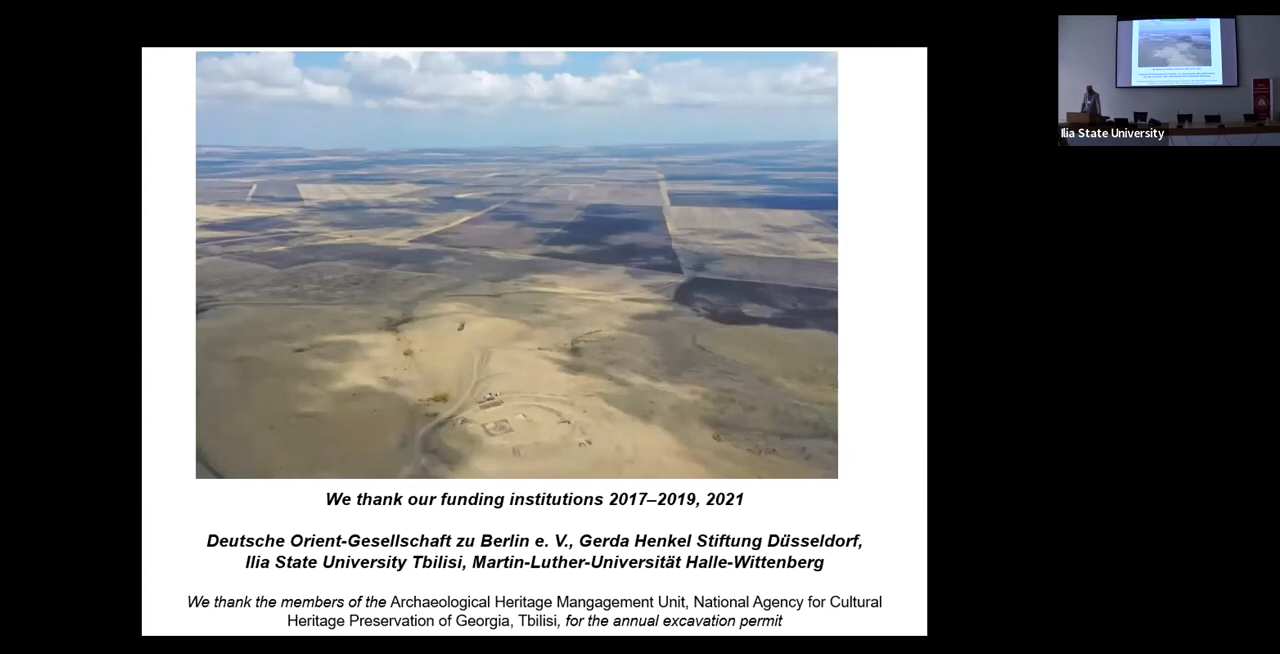 We thank our funding institutions 2017–2019, 2021
Deutsche Orient-Gesellschaft zu Berlin e. V., Gerda Henkel Stiftung Düsseldorf,
Ilia State University Tbilisi, Martin-Luther-Universität Halle-Wittenberg
We thank the members of the Archaeological Heritage Mangagement Unit, National Agency for Cultural
Heritage Preservation of Georgia, Tbilisi, for the annual excavation permit
Ilia State University